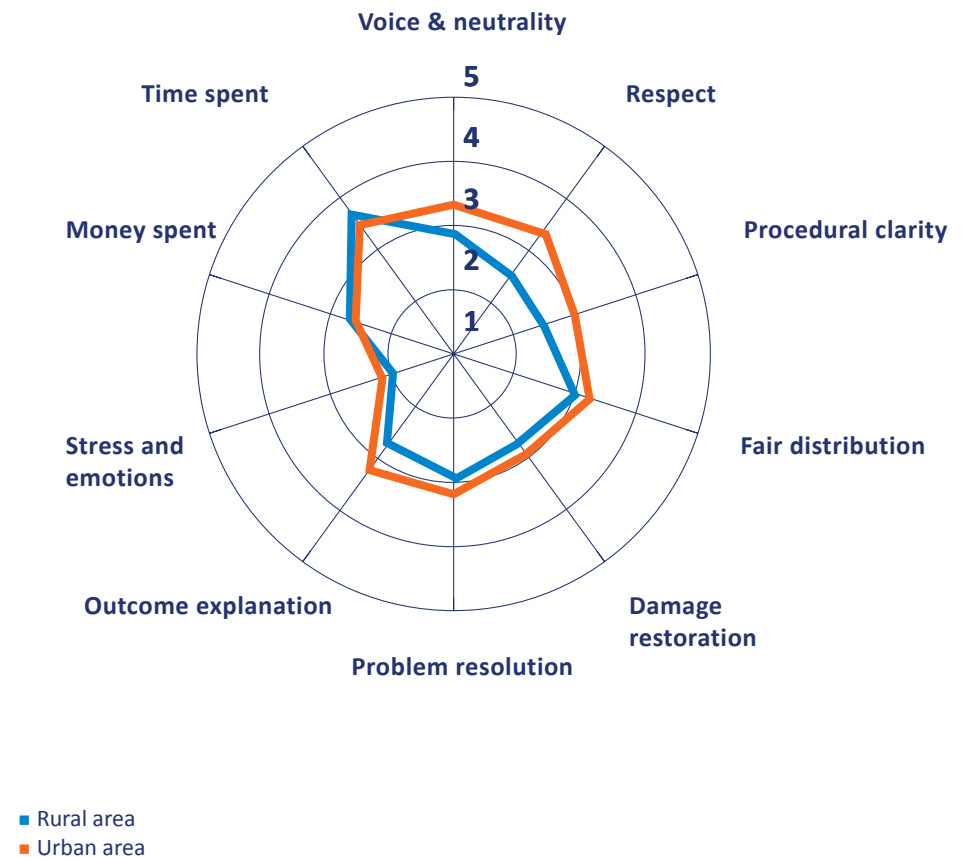 Voice & neutrality
5
Time spent
Respect
4
3
Money spent
Procedural clarity
2
1
Stress and
emotions
Fair distribution
Outcome explanation
Damage
restoration
Problem resolution
Rural area
Urban area